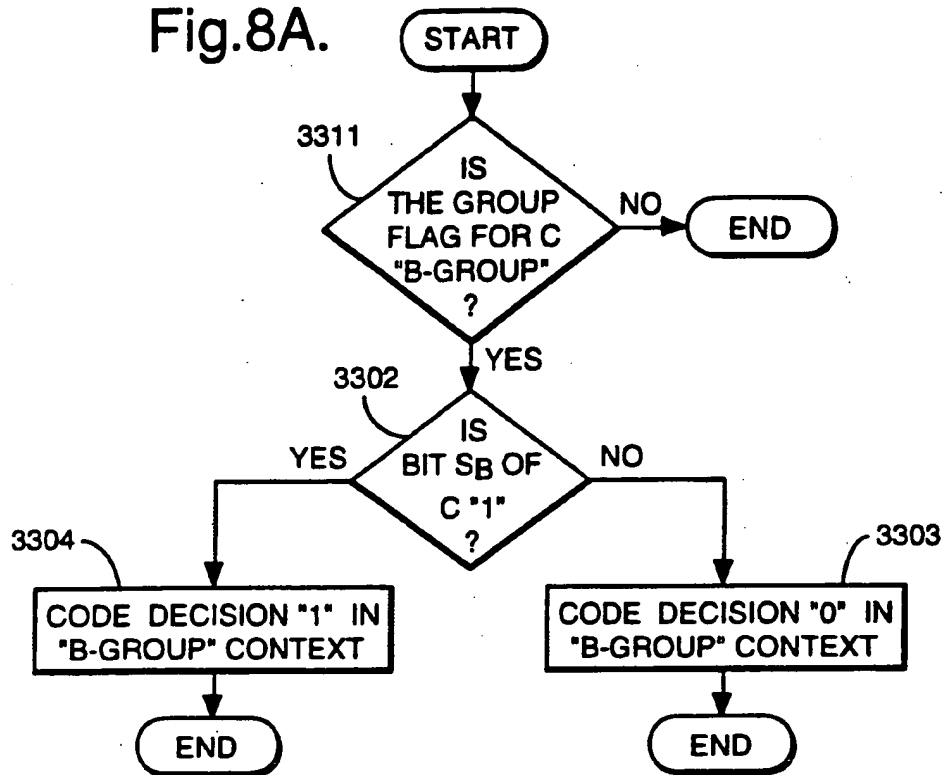 Fig.8A.
START
3311
IS
THE GROUP
FLAG FOR C
"B-GROUP"
?
NO
END
YES
3302
IS
BIT SB OF
C "1"
?
YES
NO
3304
3303
CODE DECISION "1" IN
"B-GROUP" CONTEXT
CODE DECISION "0" IN
"B-GROUP" CONTEXT
END
END